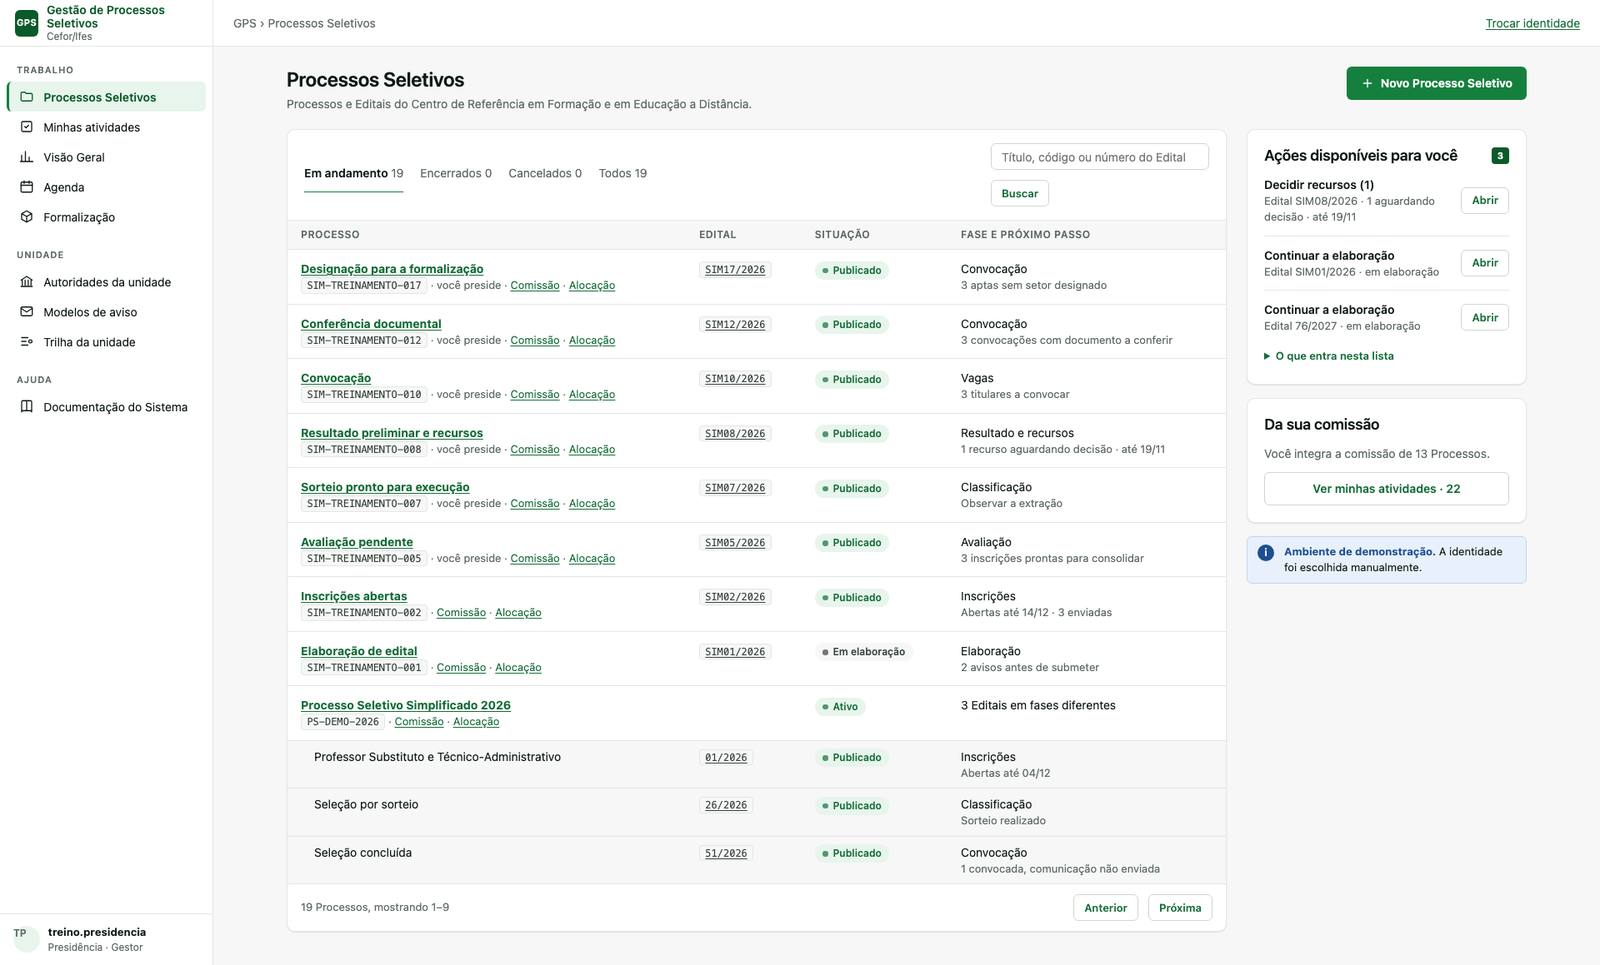 GPS
Gestão de Processos
Seletivos
Cefor/Ifes
GPS › Processos Seletivos
Trocar identidade
TRABALHO
Processos Seletivos
Minhas atividades
Visão Geral
Agenda
Formalização
UNIDADE
Autoridades da unidade
Modelos de aviso
Trilha da unidade
AJUDA
Documentação do Sistema
TP
treino.presidencia
Presidência · Gestor
Processos Seletivos
Processos e Editais do Centro de Referência em Formação e em Educação a Distância.
+ Novo Processo Seletivo
Em andamento 19 Encerrados 0 Cancelados 0 Todos 19
Título, código ou número do Edital
Buscar
PROCESSO EDITAL SITUAÇÃO FASE E PRÓXIMO PASSO
Designação para a formalização SIM17/2026 Publicado Convocação
SIM-TREINAMENTO-017 · você preside · Comissão · Alocação 3 aptas sem setor designado
Conferência documental SIM12/2026 Publicado Convocação
SIM-TREINAMENTO-012 · você preside · Comissão · Alocação 3 convocações com documento a conferir
Convocação SIM10/2026 Publicado Vagas
SIM-TREINAMENTO-010 · você preside · Comissão · Alocação 3 titulares a convocar
Resultado preliminar e recursos SIM08/2026 Publicado Resultado e recursos
SIM-TREINAMENTO-008 · você preside · Comissão · Alocação 1 recurso aguardando decisão · até 19/11
Sorteio pronto para execução SIM07/2026 Publicado Classificação
SIM-TREINAMENTO-007 · você preside · Comissão · Alocação Observar a extração
Avaliação pendente SIM05/2026 Publicado Avaliação
SIM-TREINAMENTO-005 · você preside · Comissão · Alocação 3 inscrições prontas para consolidar
Inscrições abertas SIM02/2026 Publicado Inscrições
SIM-TREINAMENTO-002 · Comissão · Alocação Abertas até 14/12 · 3 enviadas
Elaboração de edital SIM01/2026 Em elaboração Elaboração
SIM-TREINAMENTO-001 · Comissão · Alocação 2 avisos antes de submeter
Processo Seletivo Simplificado 2026 Ativo 3 Editais em fases diferentes
PS-DEMO-2026 · Comissão · Alocação
Professor Substituto e Técnico-Administrativo 01/2026 Publicado Inscrições
Abertas até 04/12
Seleção por sorteio 26/2026 Publicado Classificação
Sorteio realizado
Seleção concluída 51/2026 Publicado Convocação
1 convocada, comunicação não enviada
19 Processos, mostrando 1–9 Anterior Próxima
Ações disponíveis para você 3
Decidir recursos (1)
Edital SIM08/2026 · 1 aguardando
decisão · até 19/11
Abrir
Continuar a elaboração
Edital SIM01/2026 · em elaboração
Abrir
Continuar a elaboração
Edital 76/2027 · em elaboração
Abrir
O que entra nesta lista
Da sua comissão
Você integra a comissão de 13 Processos.
Ver minhas atividades · 22
i
Ambiente de demonstração. A identidade
foi escolhida manualmente.